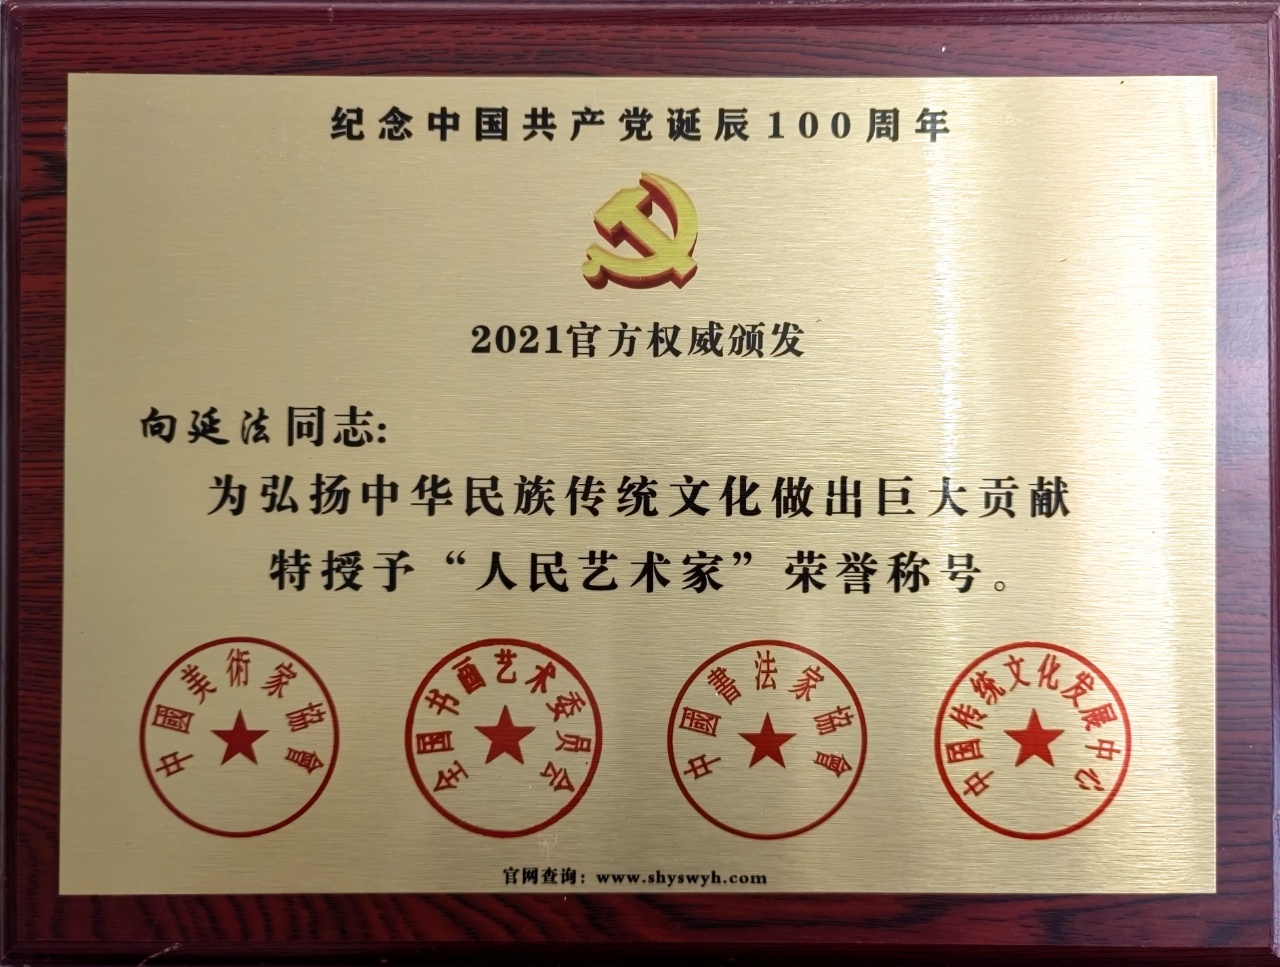 纪念中国共产党诞辰100周年
2021官方权威颁发
向延法同志:
为弘扬中华民族传统文化做出巨大贡献
特授予“人民艺术家”荣誉称号。
中國美術家協會
全国书画艺术委员会
中國書法家協會
中国传统文化发展中心
官网查询：www.shyswyh.com